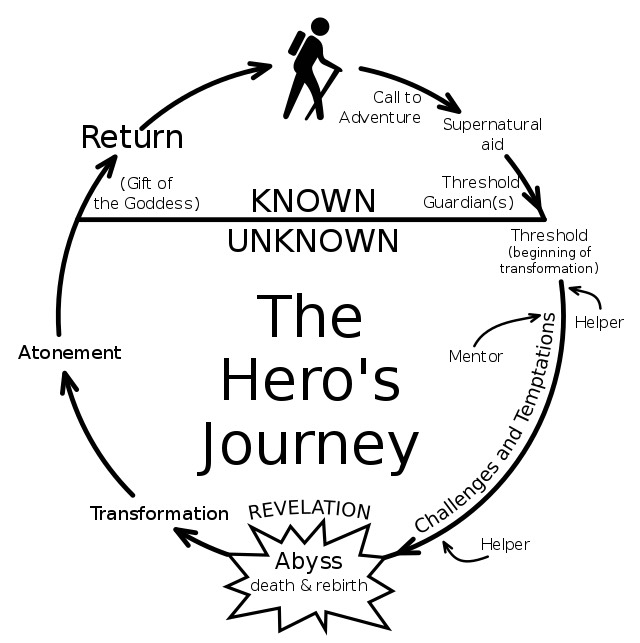 Call to
Adventure
Supernatural
aid
Return
(Gift of
the Goddess)
KNOWN
Threshold
Guardian(s)
UNKNOWN
Threshold
(beginning of
transformation)
Helper
The
Hero's
Journey
Mentor
Challenges and Temptations
Atonement
Transformation
REVELATION
Abyss
death & rebirth
Helper